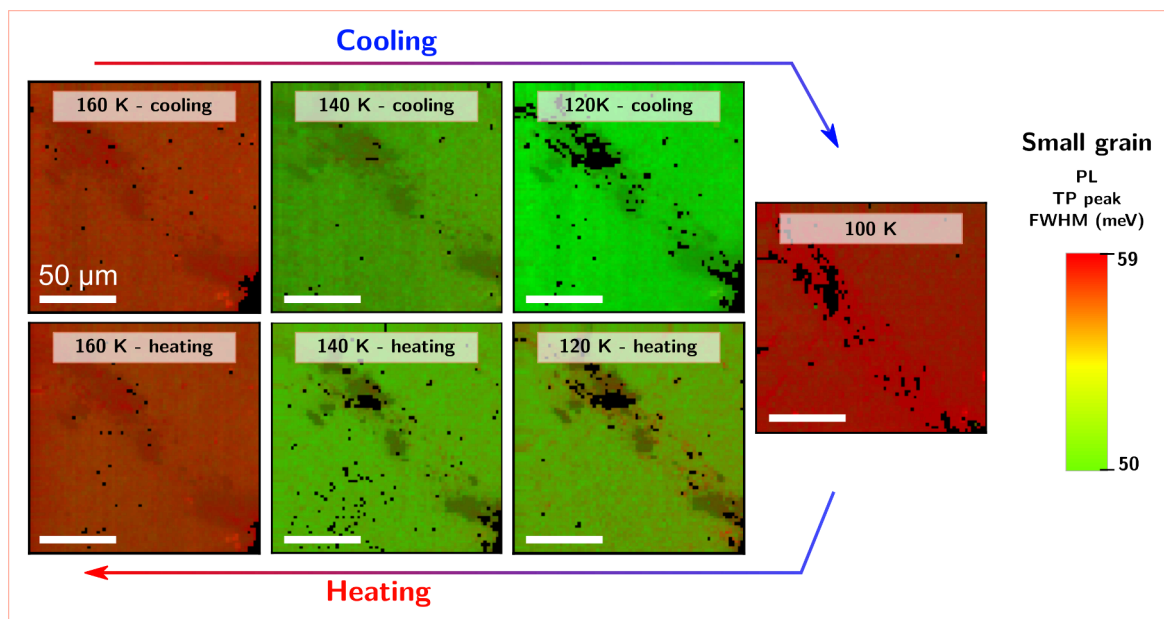 Cooling
160 K - cooling
140 K - cooling
120K - cooling
50 µm
100 K
Small grain
PL
TP peak
FWHM (meV)
59
50
160 K - heating
140 K - heating
120 K - heating
Heating